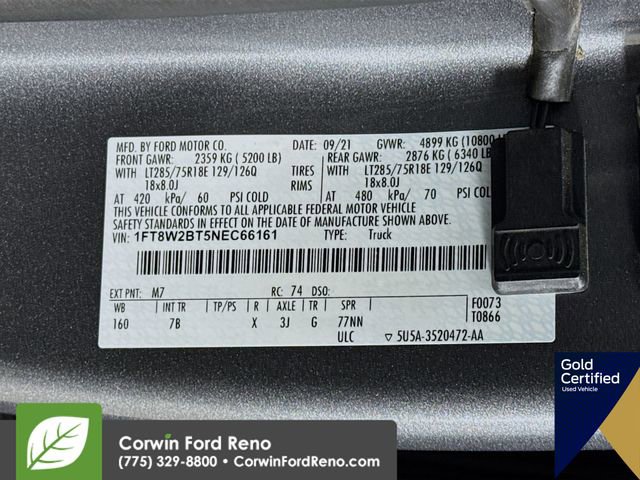 MFD. BY FORD MOTOR CO. DATE: 09/21 GVWR: 4899 KG (10800
FRONT GAWR: 2359 KG ( 5200 LB) REAR GAWR: 2876 KG ( 6340 LB)
WITH LT285/75R18E 129/126Q TIRES WITH LT285/75R18E 129/126Q
18x8.0J RIMS 18x8.0J
AT 420 kPa/ 60 PSI COLD AT 480 kPa/ 70 PSI COLD
THIS VEHICLE CONFORMS TO ALL APPLICABLE FEDERAL MOTOR VEHICLE
SAFETY STANDARDS IN EFFECT ON THE DATE OF MANUFACTURE SHOWN ABOVE.
VIN: 1FT8W2BT5NEC66161 TYPE: Truck
EXT PNT: M7 RC: 74 DSO: F0073
WB INT TR TP/PS R AXLE TR SPR T0866
160 7B X 3J G 77NN
ULC ▽ 5U5A-3520472-AA
Gold
Certified
Used Vehicle
Corwin Ford Reno
(775) 329-8800 • CorwinFordReno.com